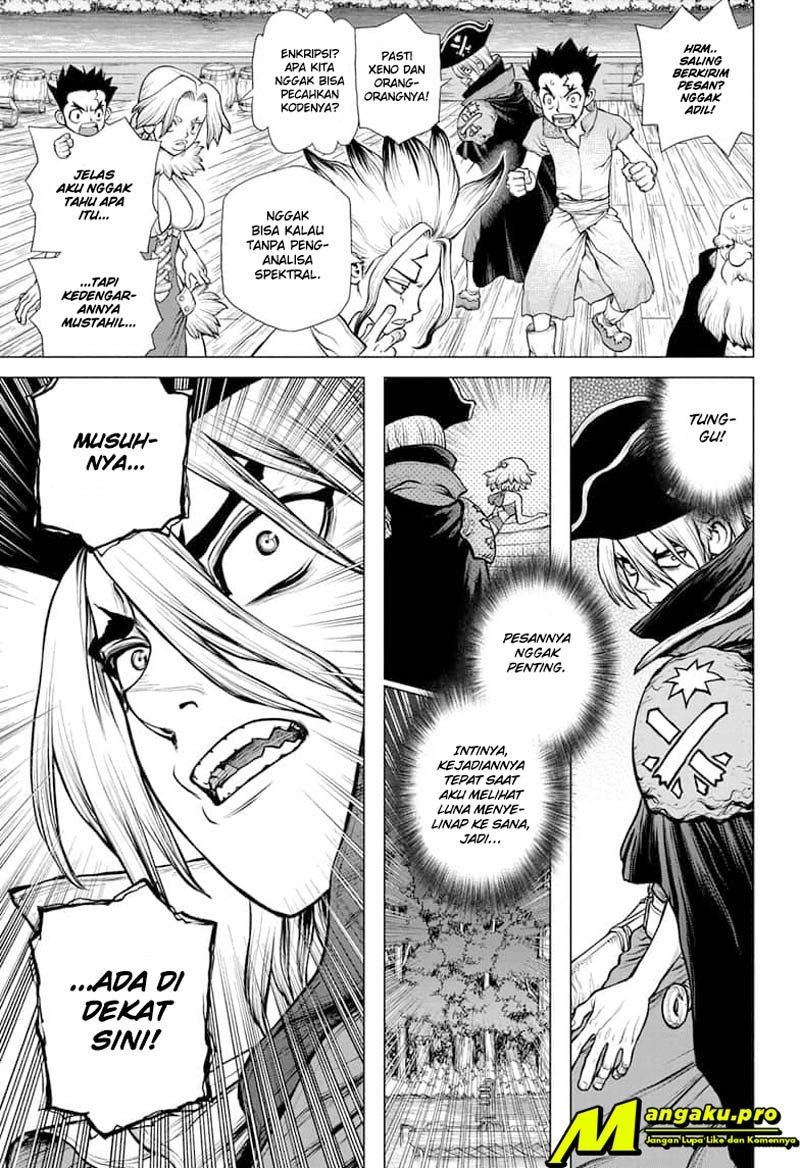 HRM..
SALING
BERKIRIM
PESAN?
NGGAK
ADIL!
PASTI
XENO DAN
ORANG-
ORANGNYA!
ENKRIPSI?
APA KITA
NGGAK BISA
PECAHKAN
KODENYA?
NGGAK
BISA KALAU
TANPA PENG-
ANALISA
SPEKTRAL.
JELAS
AKU NGGAK
TAHU APA
ITU...
...TAPI
KEDENGAR-
ANNYA
MUSTAHIL...
TUNG-
GU!
PESANNYA
NGGAK
PENTING.
INTINYA,
KEJADIANNYA
TEPAT SAAT
AKU MELIHAT
LUNA MENYE-
LINAP KE SANA,
JADI...
MUSUH-
NYA...
...ADA DI
DEKAT
SINI!
Mangaku.pro
Jangan Lupa Like dan Komennya